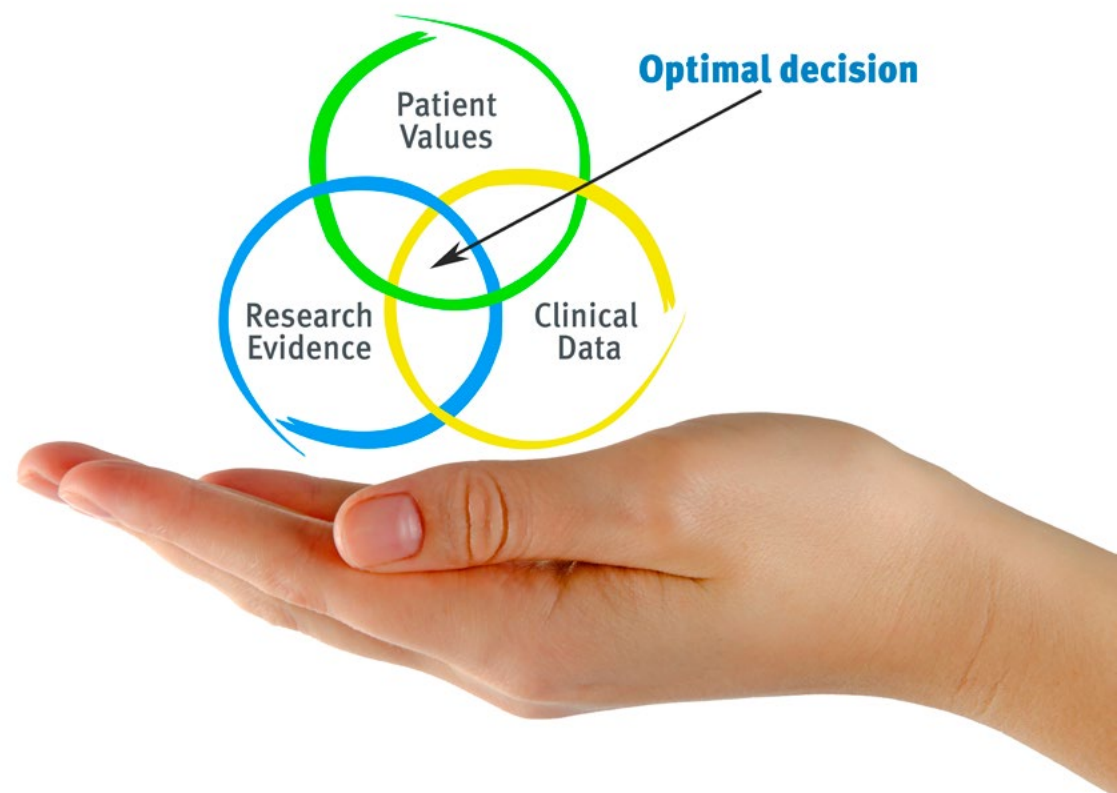 Optimal decision
Patient
Values
Research
Evidence
Clinical
Data